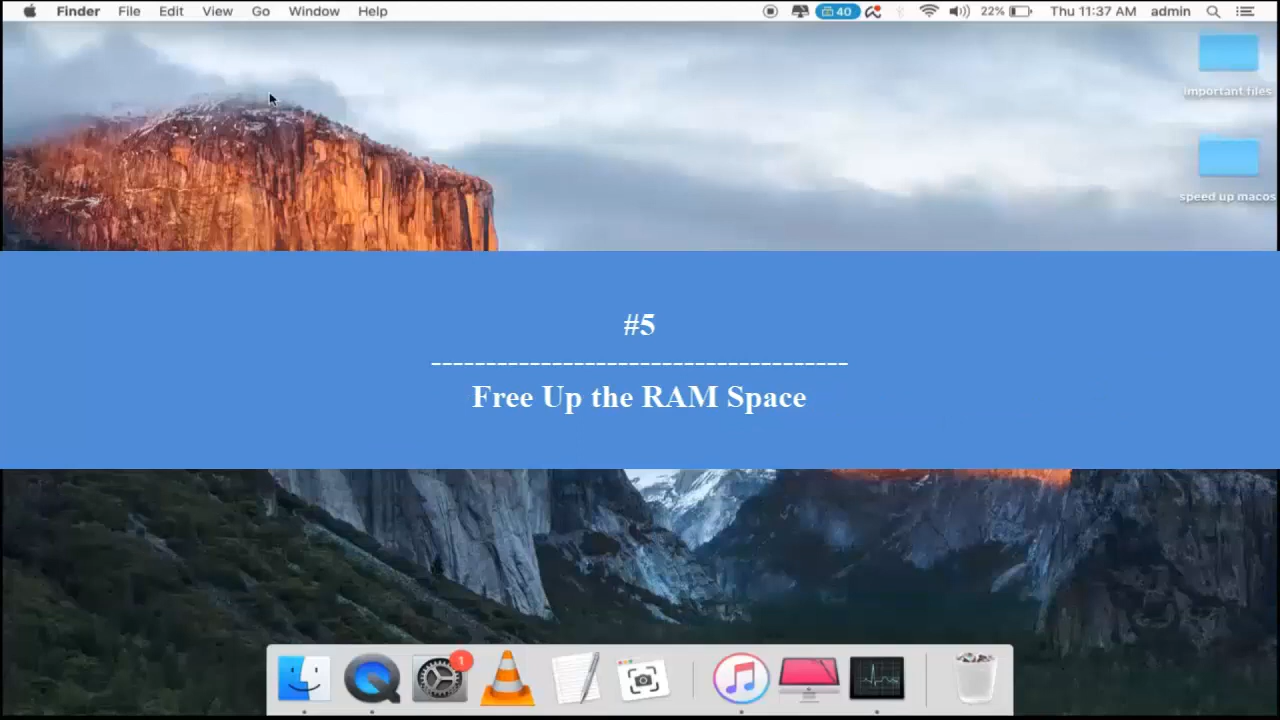 Finder File Edit View Go Window Help 40 22% Thu 11:37 AM admin
important files
speed up macos
#5
--------------------------------------
Free Up the RAM Space
1